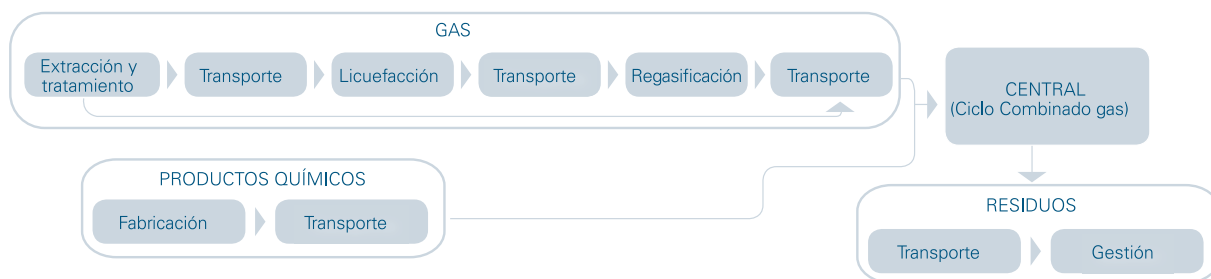 GAS
Extracción y
tratamiento
Transporte
Licuefacción
Transporte
Regasificación
Transporte
CENTRAL
(Ciclo Combinado gas)
PRODUCTOS QUÍMICOS
Fabricación
Transporte
RESIDUOS
Transporte
Gestión